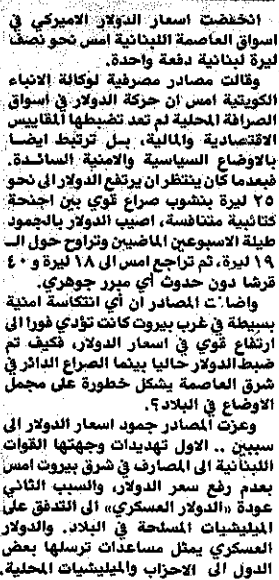 انخفضت اسعار الدولار الاميركي في
اسواق العاصمة اللبنانية امس نحو نصف
ليرة لبنانية دفعة واحدة.
وقالت مصادر مصرفية لوكالة الانباء
الكويتية امس ان حركة الدولار في اسواق
الصرافة المحلية لم تعد تضبطها المقاييس
الاقتصادية والمالية، بل ترتبط ايضا
بالاوضاع السياسية والامنية السائدة.
فبعدما كان ينتظر ان يرتفع الدولار الى نحو
٢٥ ليرة بنشوب صراع قوي بين اجنحة
كتائبية متنافسة، اصيب الدولار بالجمود
طيلة الاسبوعين الماضيين وتراوح حول الـ
١٩ ليرة، ثم تراجع امس الى ١٨ ليرة و ٤٠
قرشا دون حدوث أي مبرر جوهري.
واضافت المصادر ان أي انتكاسة امنية
بسيطة في غرب بيروت كانت تؤدي فورا الى
ارتفاع قوي في اسعار الدولار، فكيف تم
ضبط الدولار حاليا بينما الصراع الدائر في
شرق العاصمة يشكل خطورة على مجمل
الاوضاع في البلاد؟.
وعزت المصادر جمود اسعار الدولار الى
سببين .. الاول تهديدات وجهتها القوات
اللبنانية الى المصارف في شرق بيروت امس
بعدم رفع سعر الدولار، والسبب الثاني
عودة «الدولار العسكري» الى التدفق على
الميليشيات المسلحة في البلاد. والدولار
العسكري يمثل مساعدات ترسلها بعض
الدول الى الاحزاب والميليشيات المحلية.